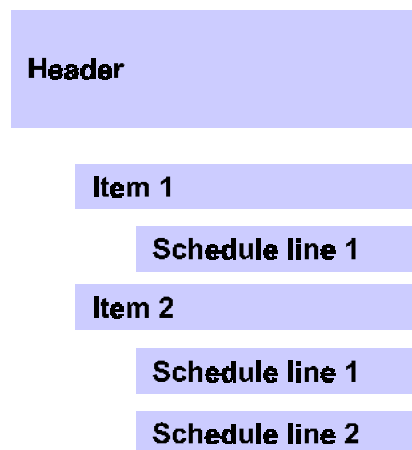 Header
Item 1
Schedule line 1
Item 2
Schedule line 1
Schedule line 2